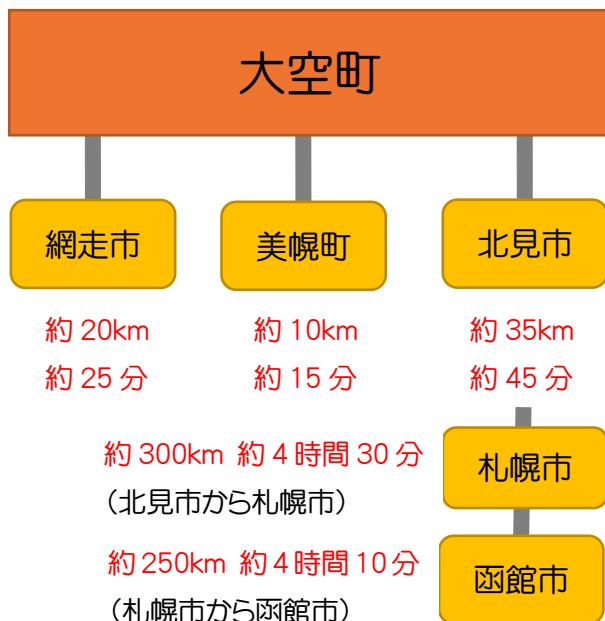 大空町
網走市
美幌町
北見市
約 20km
約 10km
約 35km
約 25 分
約 15 分
約 45 分
約 300km 約 4 時間 30 分
（北見市から札幌市）
札幌市
約 250km 約 4 時間 10 分
（札幌市から函館市）
函館市